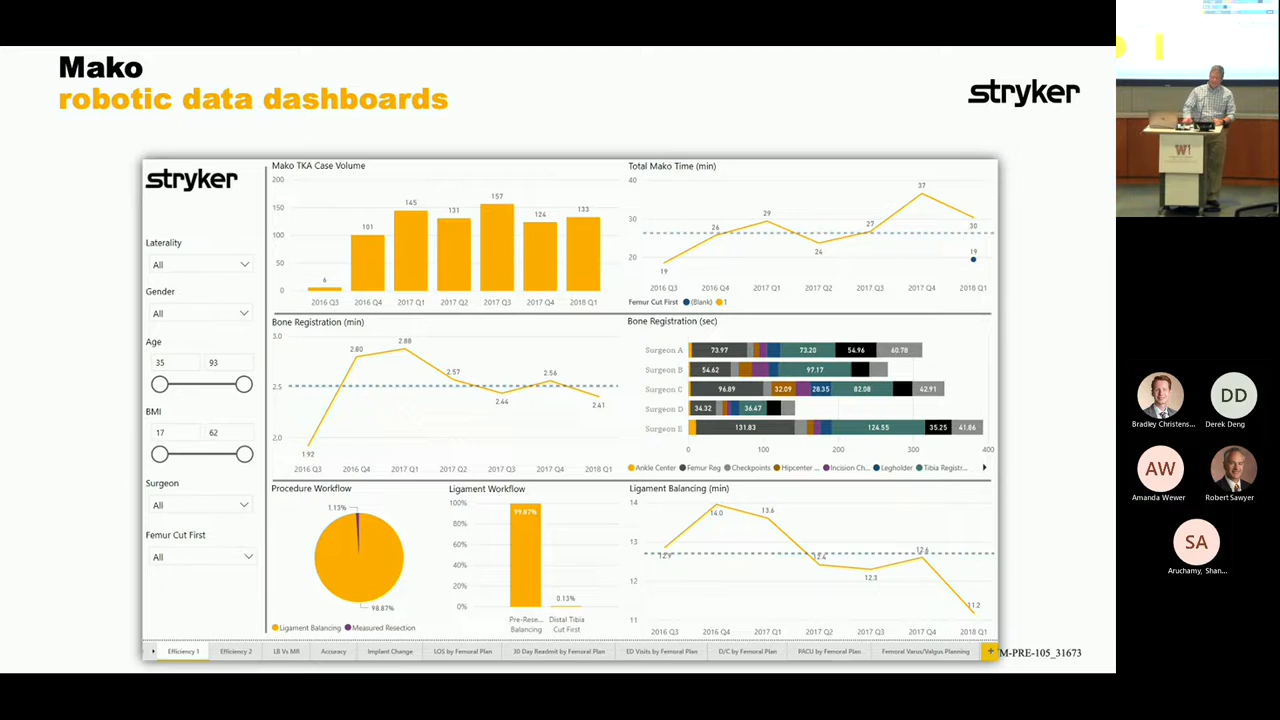 Mako
robotic data dashboards
stryker
stryker
Laterality
All
Gender
All
Age
35 93
BMI
17 62
Surgeon
All
Femur Cut First
All
Mako TKA Case Volume
200
150
100
50
0
6 101 145 131 157 124 133
2016 Q3 2016 Q4 2017 Q1 2017 Q2 2017 Q3 2017 Q4 2018 Q1
Total Mako Time (min)
40
30
20
19 26 29 24 27 37 30
19
2016 Q3 2016 Q4 2017 Q1 2017 Q2 2017 Q3 2017 Q4 2018 Q1
Femur Cut First (Blank) 1
Bone Registration (min)
3.0
2.5
2.0
1.92 2.80 2.88 2.57 2.44 2.56 2.41
2016 Q3 2016 Q4 2017 Q1 2017 Q2 2017 Q3 2017 Q4 2018 Q1
Bone Registration (sec)
Surgeon A 73.97 73.20 54.96 60.78
Surgeon B 54.62 97.17
Surgeon C 96.89 32.09 28.35 82.08 42.91
Surgeon D 34.32 36.47
Surgeon E 131.83 124.55 35.25 41.86
0 100 200 300 400
Ankle Center Femur Reg Checkpoints Hipcenter ... Incision Ch... Legholder Tibia Registr...
Procedure Workflow
1.13%
98.87%
Ligament Balancing Measured Resection
Ligament Workflow
100%
80%
60%
40%
20%
0%
99.87%
0.13%
Pre-Rese... Balancing
Distal Tibia Cut First
Ligament Balancing (min)
14
13
12
11
12.9 14.0 13.6 12.4 12.3 12.6 11.2
2016 Q3 2016 Q4 2017 Q1 2017 Q2 2017 Q3 2017 Q4 2018 Q1
Efficiency 1 Efficiency 2 LB Vs MR Accuracy Implant Change LOS by Femoral Plan 30 Day Readmit by Femoral Plan ED Visits by Femoral Plan D/C by Femoral Plan PACU by Femoral Plan Femoral Varus/Valgus Planning +
M-PRE-105_31673
W
Bradley Christens...
DD
Derek Deng
AW
Amanda Wewer
Robert Sawyer
SA
Aruchamy, Shan...